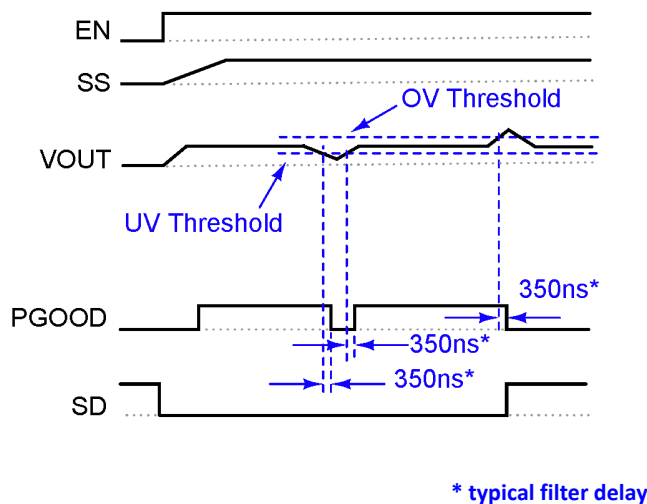 EN
SS
OV Threshold
VOUT
UV Threshold
350ns*
PGOOD
350ns*
350ns*
SD
* typical filter delay